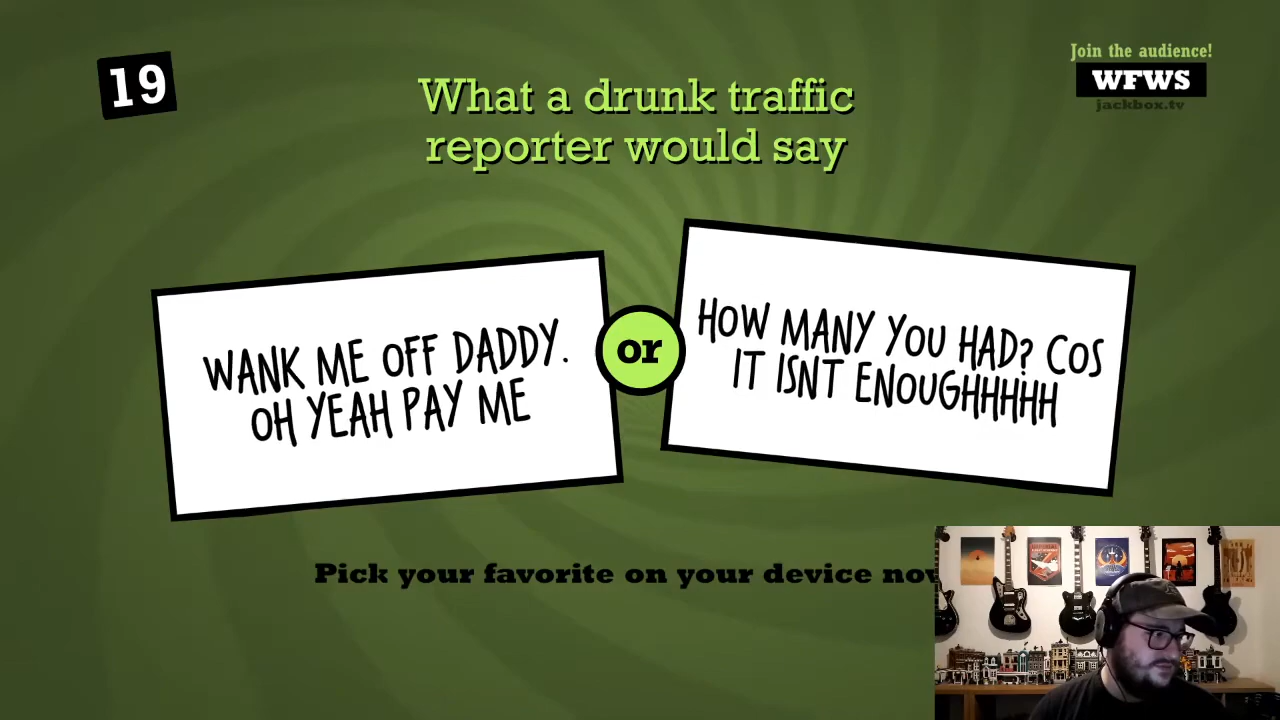 19
What a drunk traffic
reporter would say
Join the audience!
WFWS
jackbox.tv
WANK ME OFF DADDY.
OH YEAH PAY ME
or
HOW MANY YOU HAD? COS
IT ISNT ENOUGHHHHH
Pick your favorite on your device